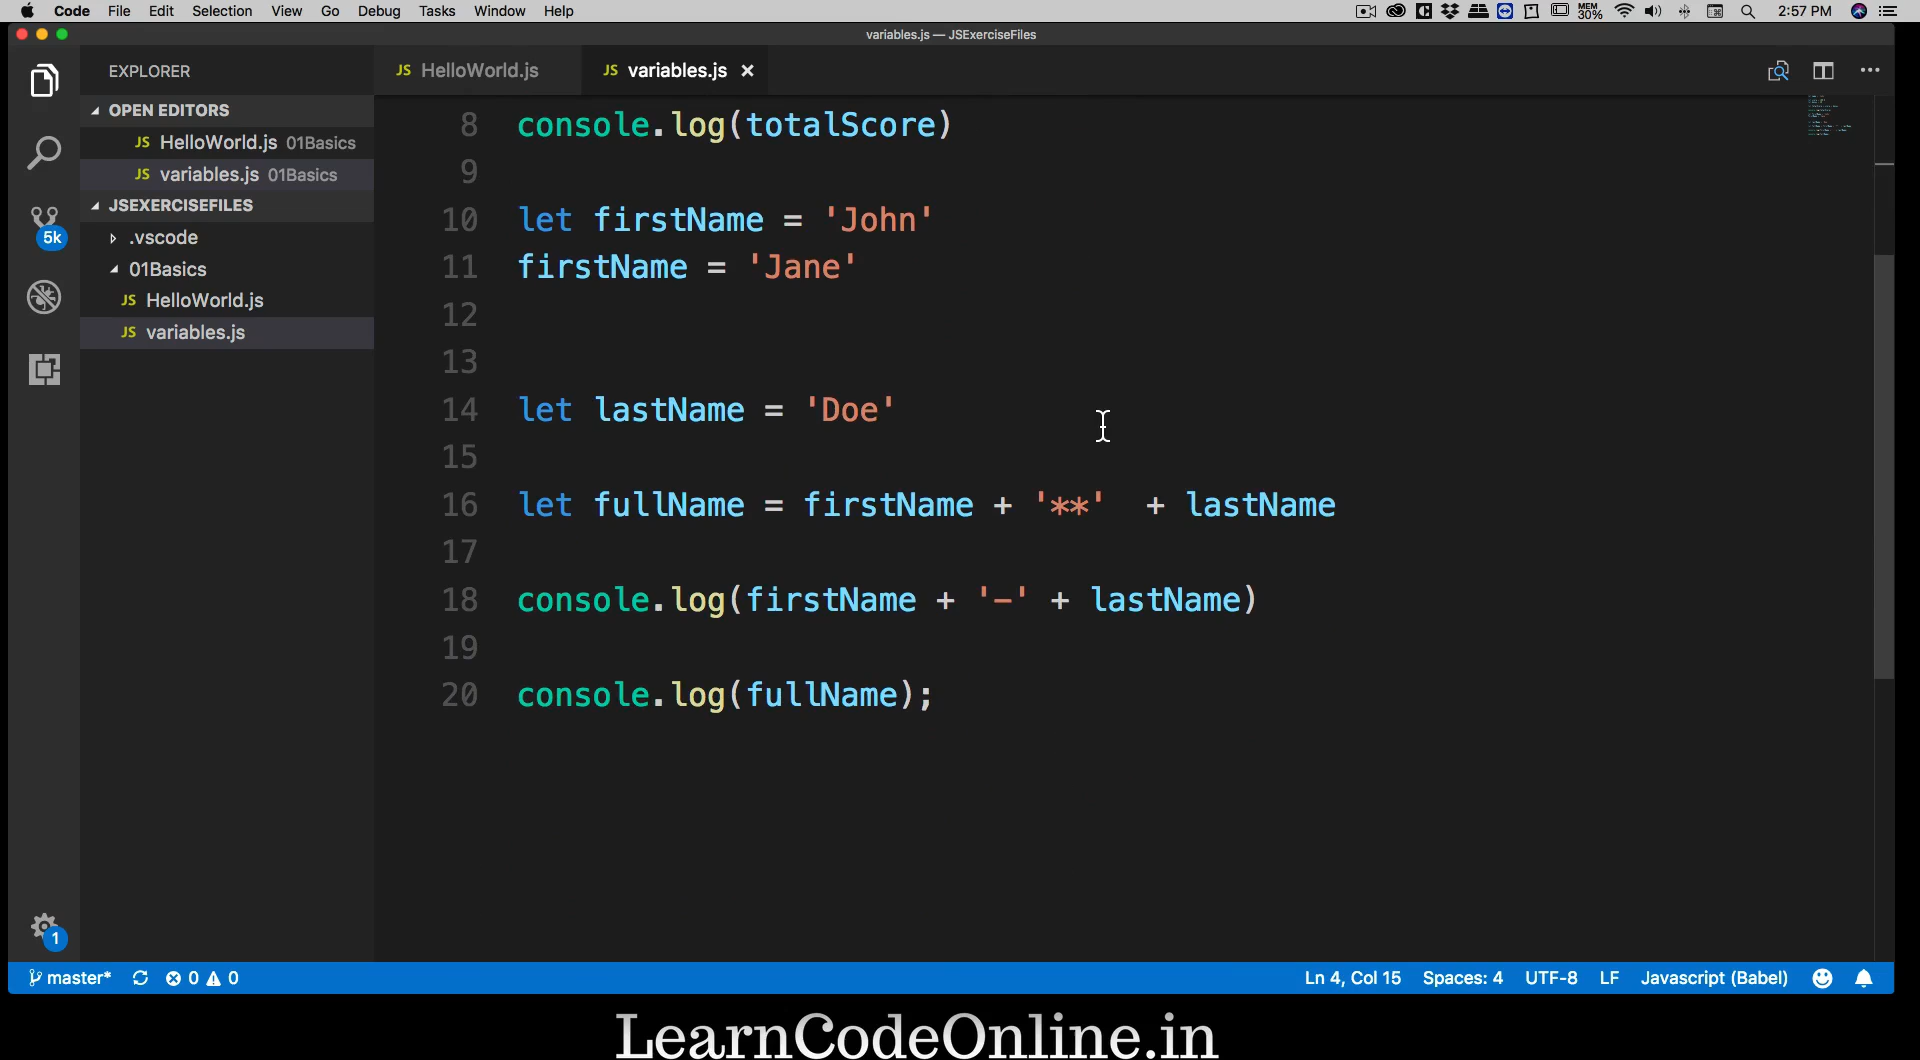 Code File Edit Selection View Go Debug Tasks Window Help MEM 30% 2:57 PM
variables.js — JSExerciseFiles
EXPLORER
JS HelloWorld.js JS variables.js
OPEN EDITORS
JS HelloWorld.js 01Basics
JS variables.js 01Basics
JSEXERCISEFILES
.vscode
01Basics
JS HelloWorld.js
JS variables.js
5k
1
8 console.log(totalScore)
9
10 let firstName = 'John'
11 firstName = 'Jane'
12
13
14 let lastName = 'Doe'
15
16 let fullName = firstName + '**'  + lastName
17
18 console.log(firstName + '-' + lastName)
19
20 console.log(fullName);
master* 0 0 Ln 4, Col 15 Spaces: 4 UTF-8 LF Javascript (Babel)
LearnCodeOnline.in